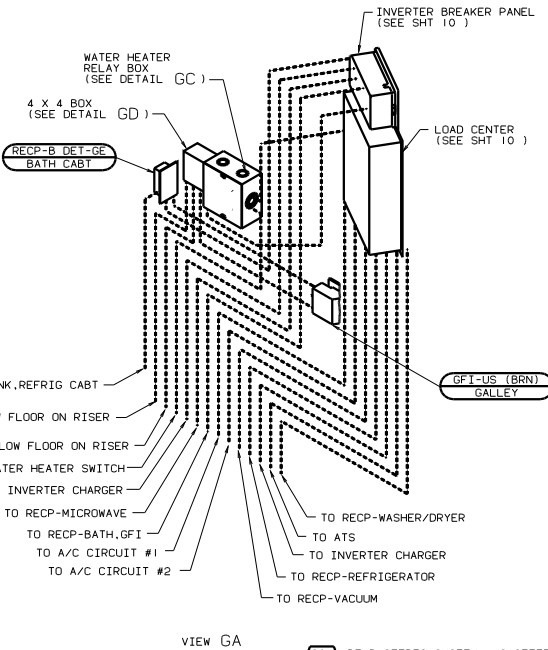 INVERTER BREAKER PANEL
(SEE SHT 10 )
WATER HEATER
RELAY BOX
(SEE DETAIL GC )
4 X 4 BOX
(SEE DETAIL GD )
LOAD CENTER
(SEE SHT 10 )
RECP-B DET-GE
BATH CABT
GFI-US (BRN)
GALLEY
NK,REFRIG CABT
FLOOR ON RISER
LOW FLOOR ON RISER
ATER HEATER SWITCH
INVERTER CHARGER
TO RECP-MICROWAVE
TO RECP-BATH,GFI
TO A/C CIRCUIT #1
TO A/C CIRCUIT #2
TO RECP-WASHER/DRYER
TO ATS
TO INVERTER CHARGER
TO RECP-REFRIGERATOR
TO RECP-VACUUM
VIEW GA